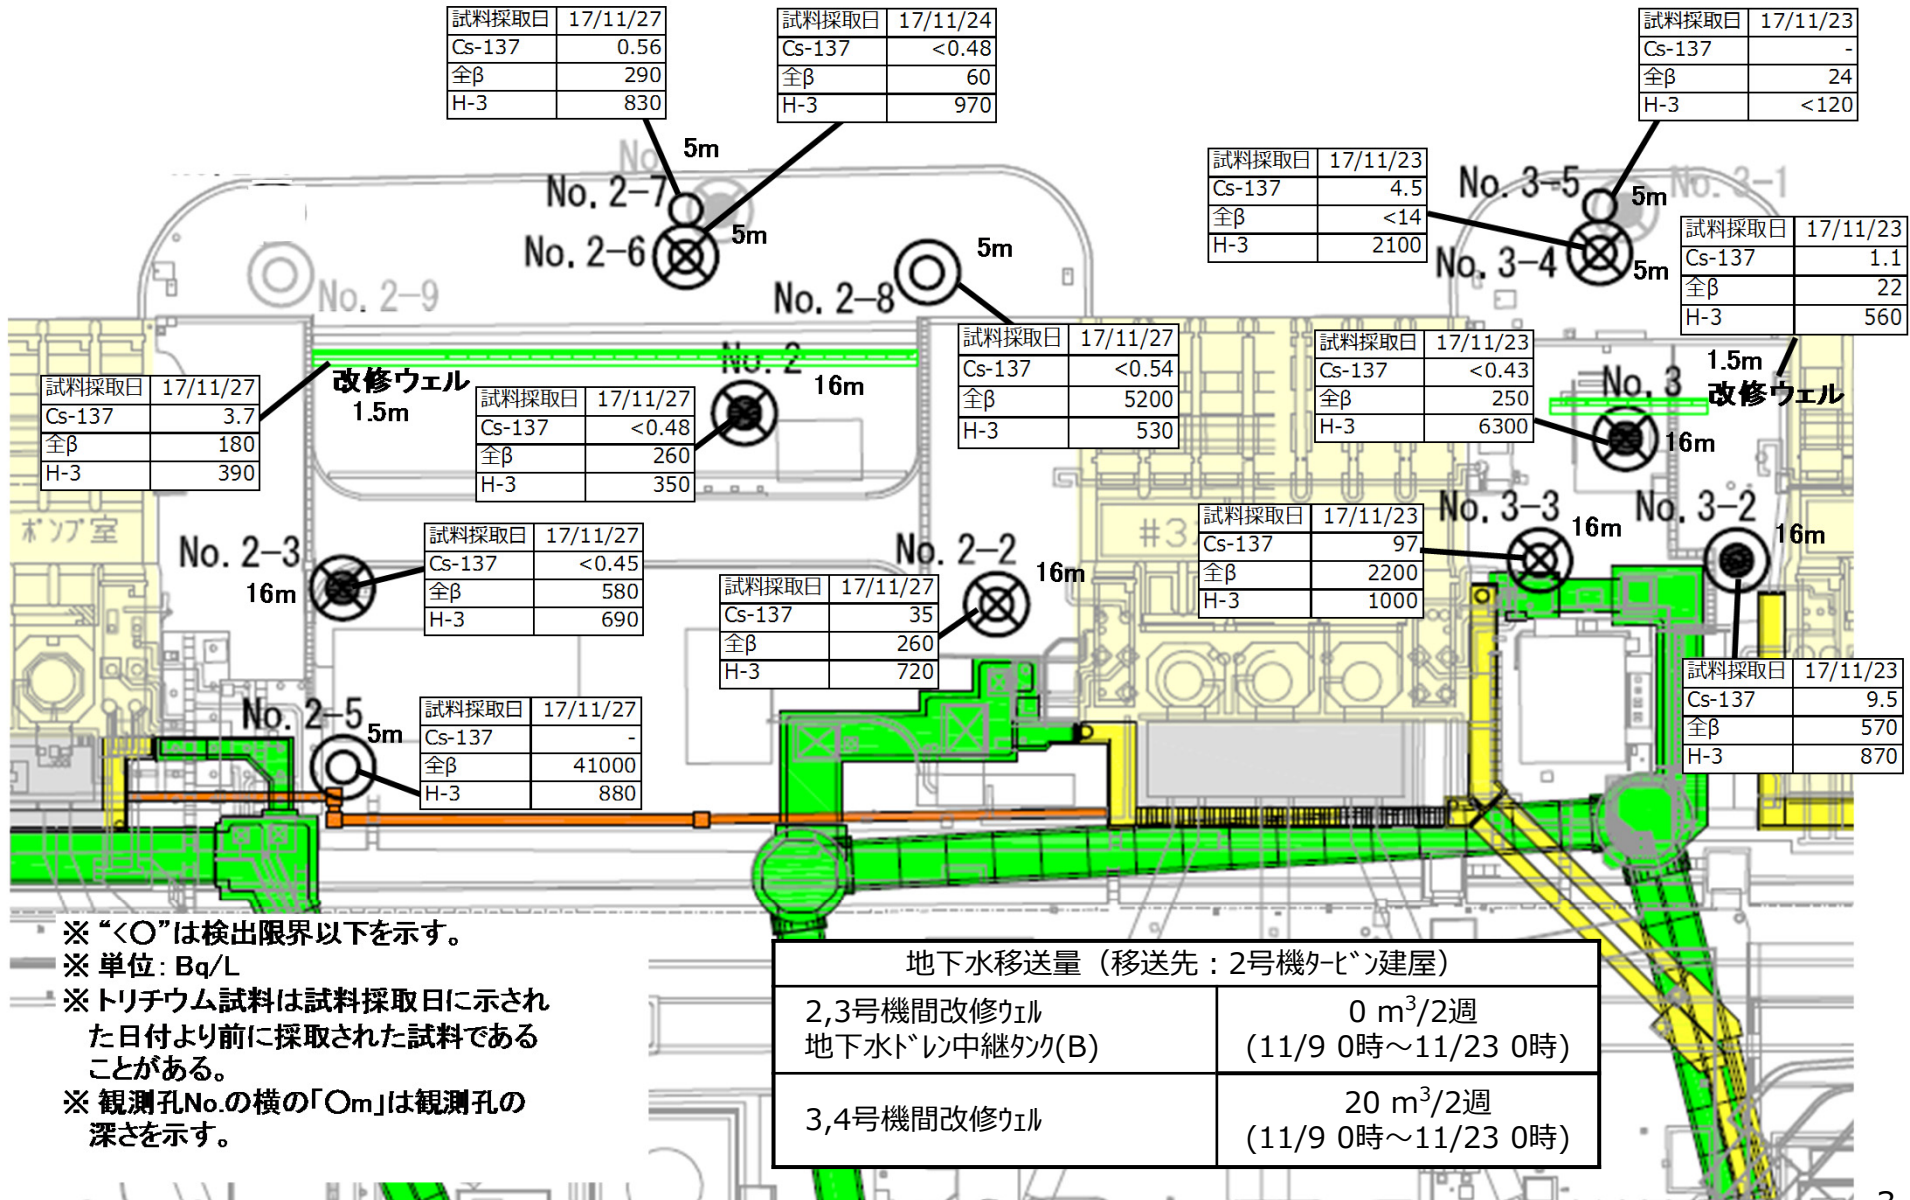 試料採取日 17/11/27
Cs-137 0.56
全β 290
H-3 830
試料採取日 17/11/24
Cs-137 <0.48
全β 60
H-3 970
試料採取日 17/11/23
Cs-137 -
全β 24
H-3 <120
試料採取日 17/11/23
Cs-137 4.5
全β <14
H-3 2100
試料採取日 17/11/23
Cs-137 1.1
全β 22
H-3 560
No
5m
No. 2-7
No. 2-6
5m
No. 2-9
No. 2-8
5m
No. 3-5
5m
No. 3-1
No. 3-4
5m
試料採取日 17/11/27
Cs-137 3.7
全β 180
H-3 390
改修ウェル
1.5m
試料採取日 17/11/27
Cs-137 <0.48
全β 260
H-3 350
No. 2
16m
試料採取日 17/11/27
Cs-137 <0.54
全β 5200
H-3 530
試料採取日 17/11/23
Cs-137 <0.43
全β 250
H-3 6300
No. 3
16m
1.5m
改修ウェル
ポンプ室
No. 2-3
16m
試料採取日 17/11/27
Cs-137 <0.45
全β 580
H-3 690
No. 2-2
16m
試料採取日 17/11/27
Cs-137 35
全β 260
H-3 720
#3
試料採取日 17/11/23
Cs-137 97
全β 2200
H-3 1000
No. 3-3
16m
No. 3-2
16m
試料採取日 17/11/23
Cs-137 9.5
全β 570
H-3 870
No. 2-5
5m
試料採取日 17/11/27
Cs-137 -
全β 41000
H-3 880
※ “<〇”は検出限界以下を示す。
※ 単位: Bq/L
※ トリチウム試料は試料採取日に示され
た日付より前に採取された試料である
ことがある。
※ 観測孔No.の横の「〇m」は観測孔の
深さを示す。
地下水移送量（移送先：2号機ﾀｰﾋﾞﾝ建屋）
2,3号機間改修ｳｪﾙ
地下水ﾄﾞﾚﾝ中継ﾀﾝｸ(B)
0 m³/2週
(11/9 0時～11/23 0時)
3,4号機間改修ｳｪﾙ
20 m³/2週
(11/9 0時～11/23 0時)